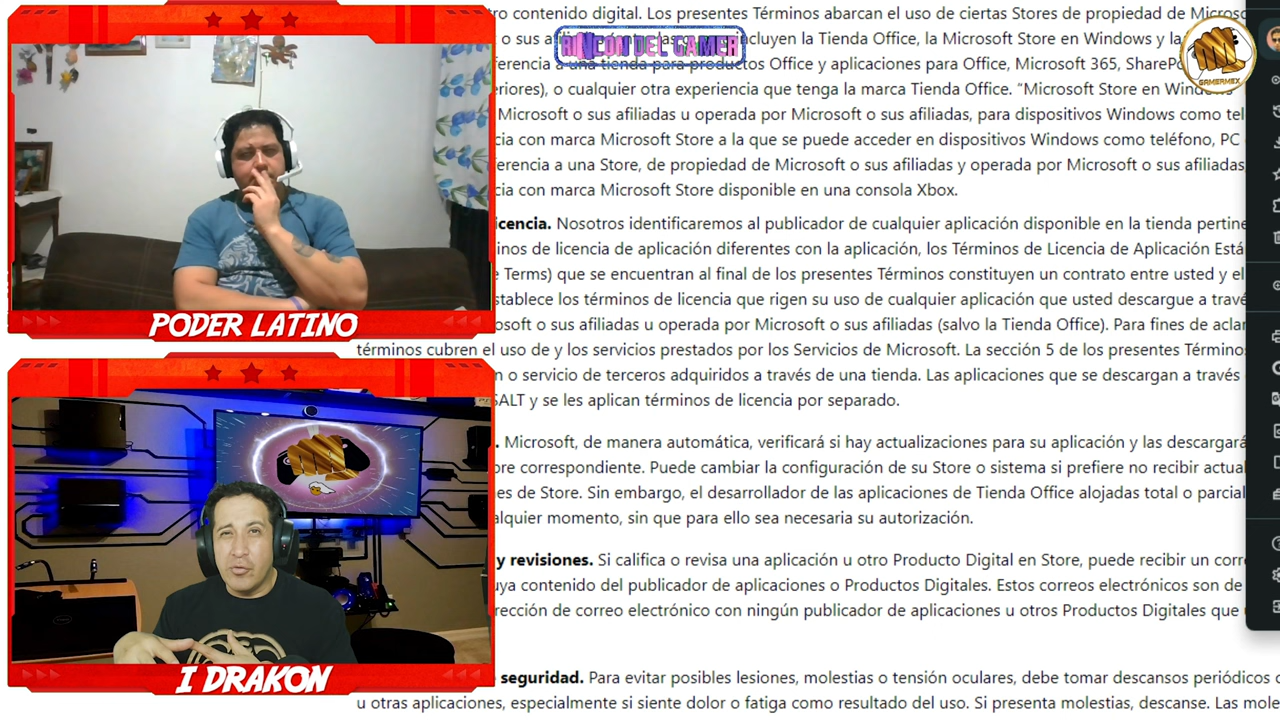 tro contenido digital. Los presentes Términos abarcan el uso de ciertas Stores de propiedad de
RINCON DEL GAMER
o sus cluyen la Tienda Office, la Microsoft Store en Windows y la
GAMERMEX
ferencia a una tienda para productos Office y aplicaciones para Office, Microsoft 365,
eriores), o cualquier otra experiencia que tenga la marca Tienda Office. "Microsoft Store en Windows
Microsoft o sus afiliadas u operada por Microsoft o sus afiliadas, para dispositivos Windows como tel
cia con marca Microsoft Store a la que se puede acceder en dispositivos Windows como teléfono, PC
ferencia a una Store, de propiedad de Microsoft o sus afiliadas y operada por Microsoft o sus afiliadas
cia con marca Microsoft Store disponible en una consola Xbox.
icencia. Nosotros identificaremos al publicador de cualquier aplicación disponible en la tienda pertine
inos de licencia de aplicación diferentes con la aplicación, los Términos de Licencia de Aplicación Está
e Terms) que se encuentran al final de los presentes Términos constituyen un contrato entre usted y el
stablece los términos de licencia que rigen su uso de cualquier aplicación que usted descargue a travé
osoft o sus afiliadas u operada por Microsoft o sus afiliadas (salvo la Tienda Office). Para fines de aclar
términos cubren el uso de y los servicios prestados por los Servicios de Microsoft. La sección 5 de los presentes Términos
n o servicio de terceros adquiridos a través de una tienda. Las aplicaciones que se descargan a través
SALT y se les aplican términos de licencia por separado.
. Microsoft, de manera automática, verificará si hay actualizaciones para su aplicación y las descargará
ore correspondiente. Puede cambiar la configuración de su Store o sistema si prefiere no recibir actual
es de Store. Sin embargo, el desarrollador de las aplicaciones de Tienda Office alojadas total o parcial
alquier momento, sin que para ello sea necesaria su autorización.
y revisiones. Si califica o revisa una aplicación u otro Producto Digital en Store, puede recibir un corre
uya contenido del publicador de aplicaciones o Productos Digitales. Estos correos electrónicos son de
irección de correo electrónico con ningún publicador de aplicaciones u otros Productos Digitales que
seguridad. Para evitar posibles lesiones, molestias o tensión oculares, debe tomar descansos periódicos
u otras aplicaciones, especialmente si siente dolor o fatiga como resultado del uso. Si presenta molestias, descanse. Las mole
PODER LATINO
I DRAKON